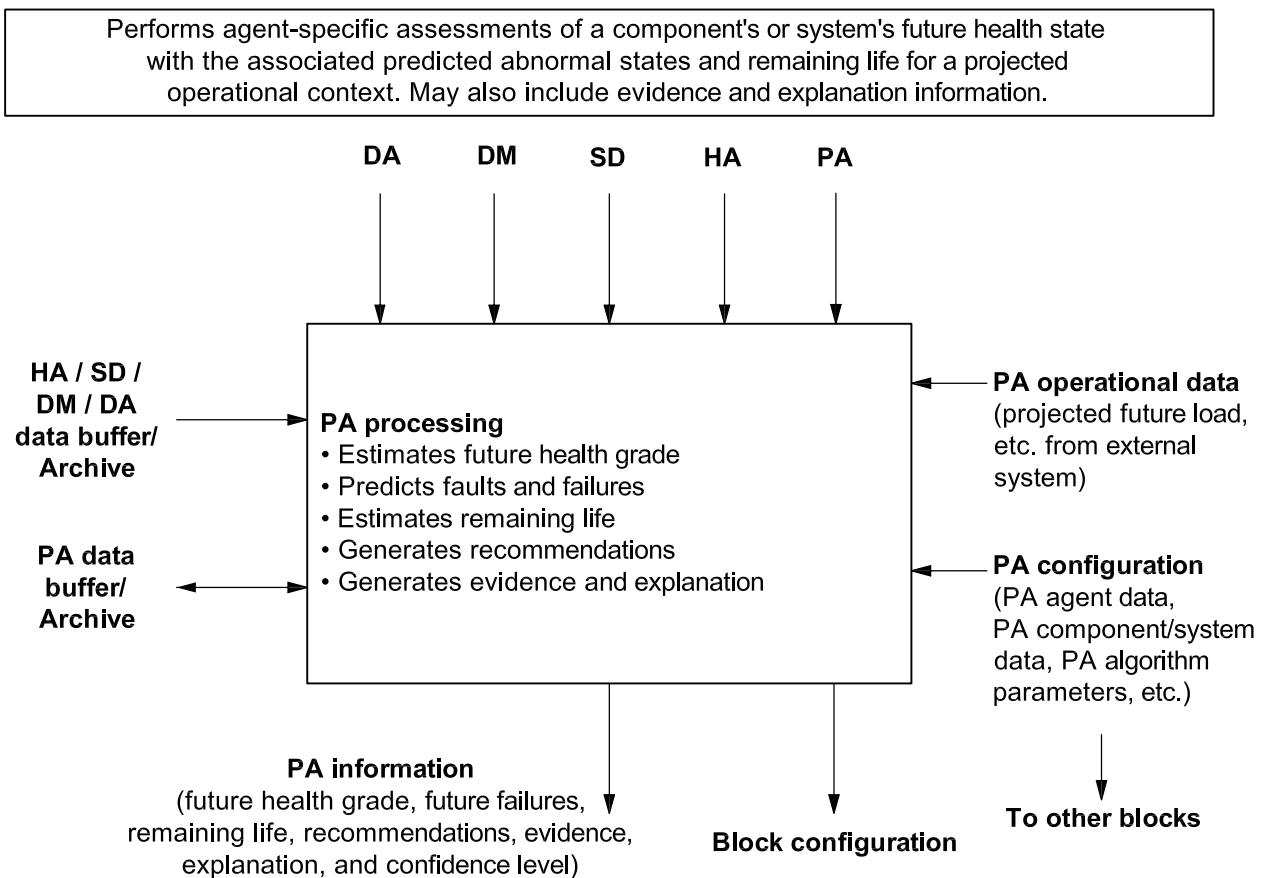 Performs agent-specific assessments of a component's or system's future health state
with the associated predicted abnormal states and remaining life for a projected
operational context. May also include evidence and explanation information.
DA DM SD HA PA
HA / SD /
DM / DA
data buffer/
Archive
PA data
buffer/
Archive
PA processing
• Estimates future health grade
• Predicts faults and failures
• Estimates remaining life
• Generates recommendations
• Generates evidence and explanation
PA operational data
(projected future load,
etc. from external
system)
PA configuration
(PA agent data,
PA component/system
data, PA algorithm
parameters, etc.)
PA information
(future health grade, future failures,
remaining life, recommendations, evidence,
explanation, and confidence level)
Block configuration
To other blocks